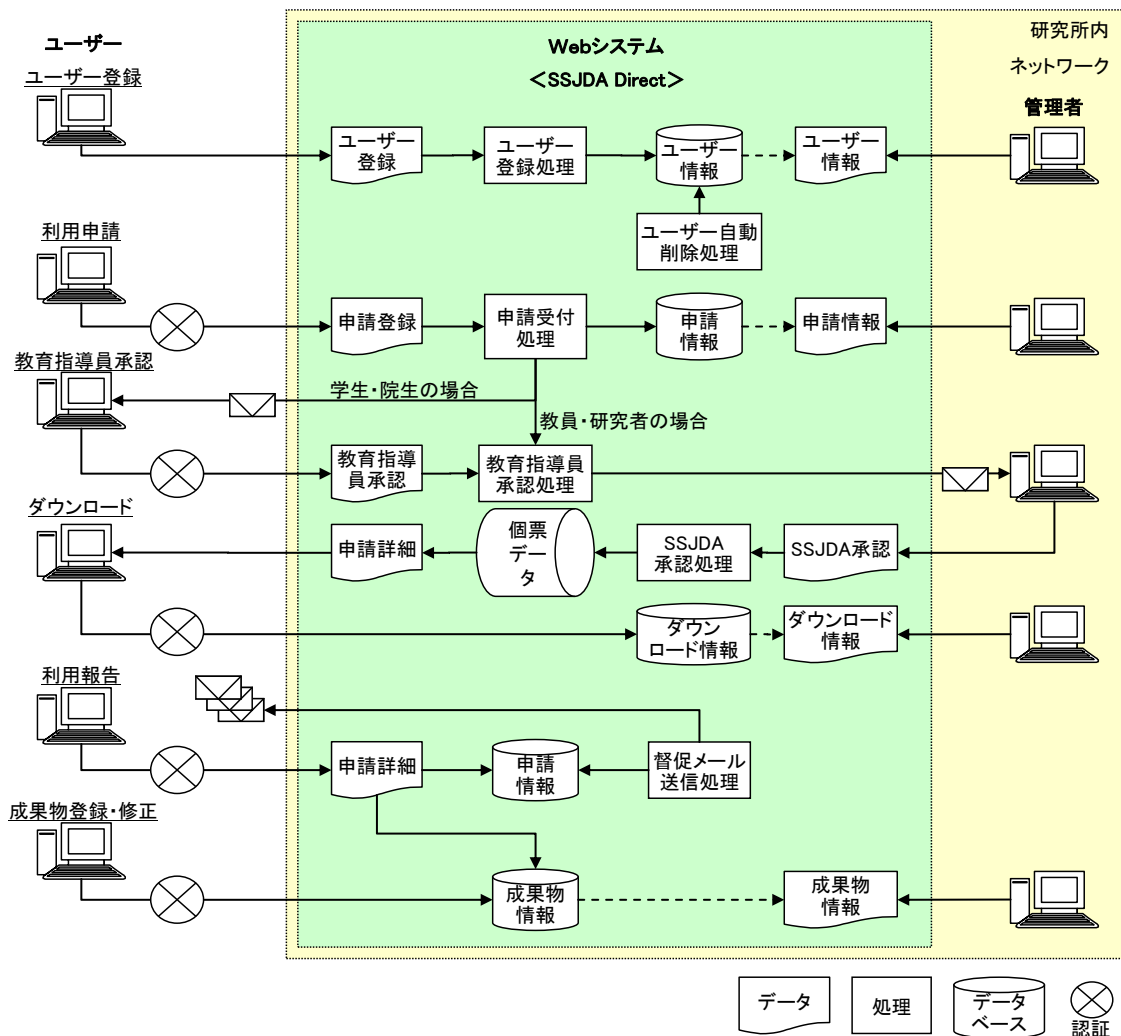 研究所内
ネットワーク
ユーザー
Webシステム
＜SSJDA Direct＞
管理者
ユーザー登録
ユーザー
登録
ユーザー
登録処理
ユーザー
情報
ユーザー
情報
ユーザー自動
削除処理
利用申請
申請登録
申請受付
処理
申請
情報
申請情報
教育指導員承認
学生・院生の場合
教員・研究者の場合
教育指導
員承認
教育指導員
承認処理
ダウンロード
申請詳細
個票
デー
タ
SSJDA
承認処理
SSJDA承認
ダウン
ロード情報
ダウンロード
情報
利用報告
申請詳細
申請
情報
督促メール
送信処理
成果物登録・修正
成果物
情報
成果物
情報
データ
処理
データ
ベース
認証